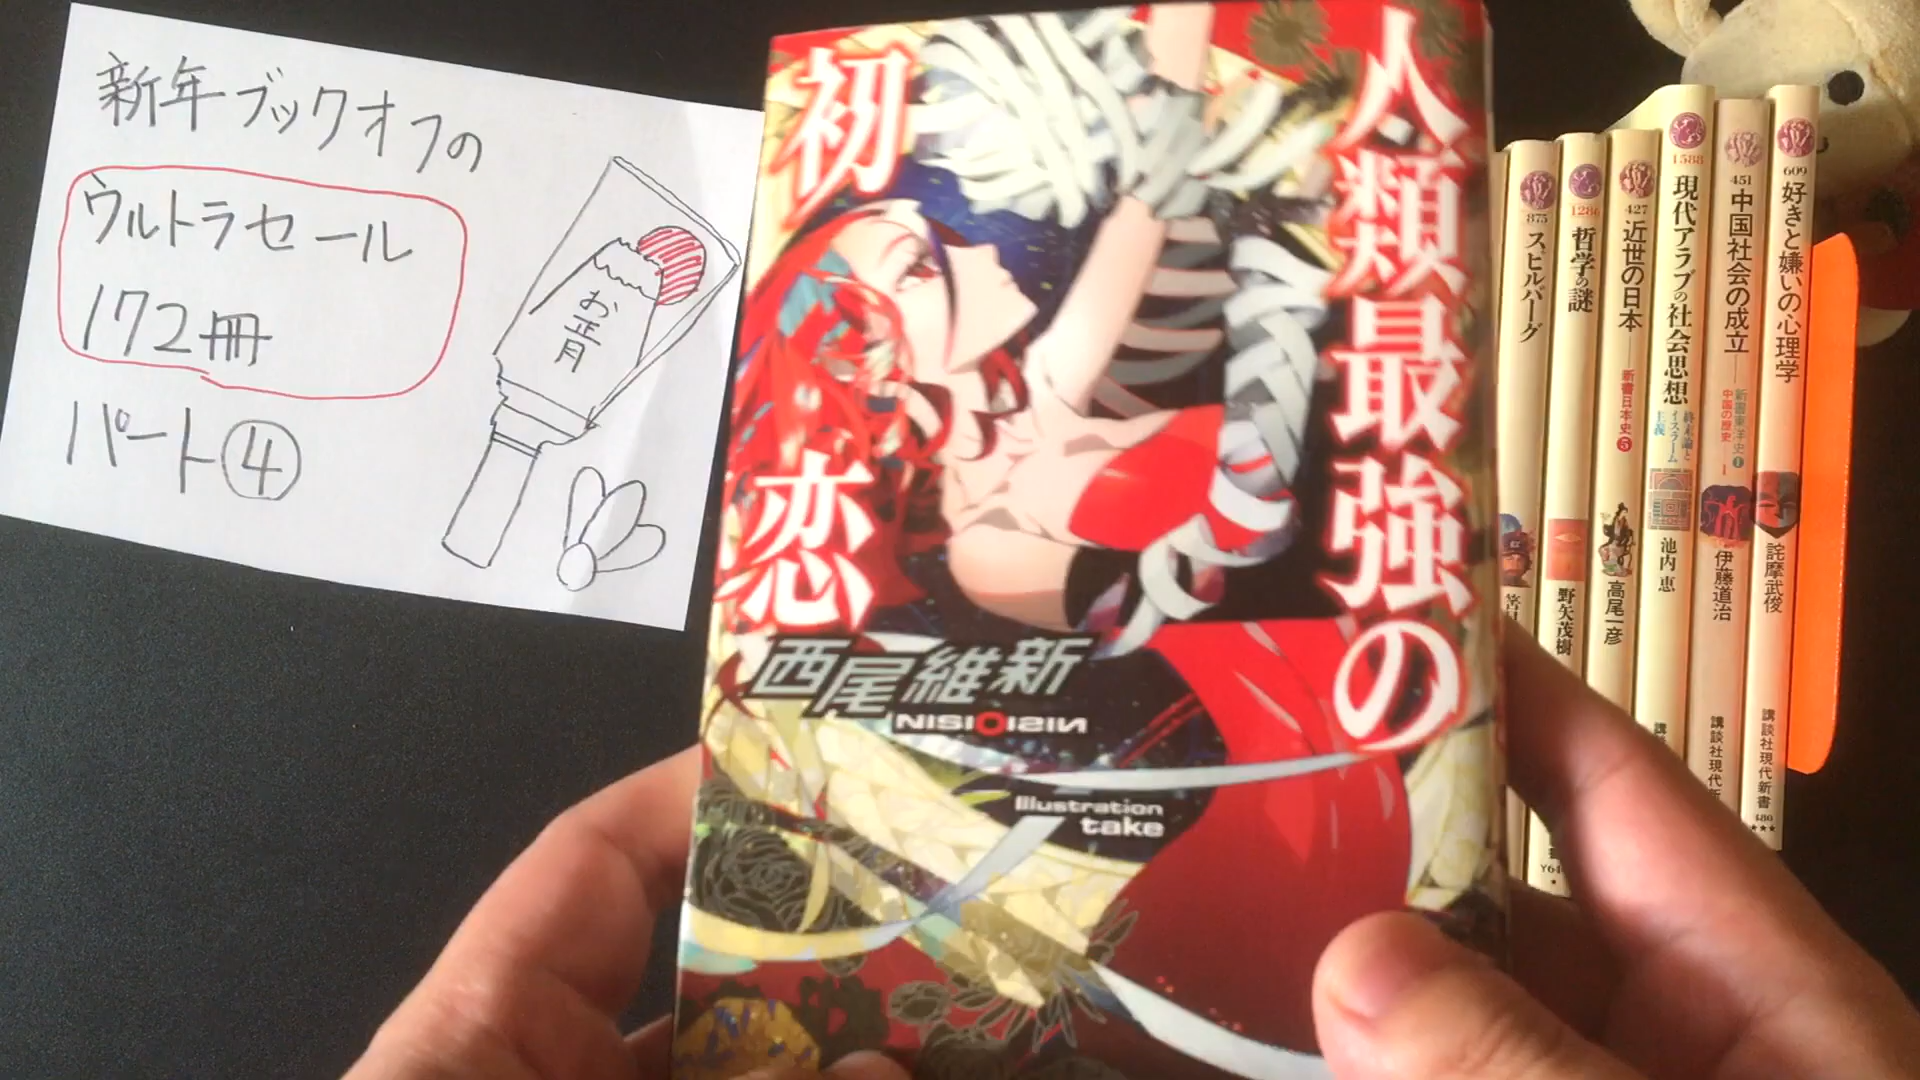 新年ブックオフの
ウルトラセール
172冊
パート④
お正月
人類最強の
初恋
西尾維新
NISIOISIN
Illustration
take
875
スピルバーグ
1286
哲学の謎
野矢茂樹
427
近世の日本
新書日本史5
高尾一彦
1588
現代アラブの社会思想
終末論と
イスラーム
主義
池内恵
451
中国社会の成立
新書東洋史①
中国の歴史1
伊藤道治
講談社現代新
609
好きと嫌いの心理学
詫摩武俊
講談社現代新書
480
★★★